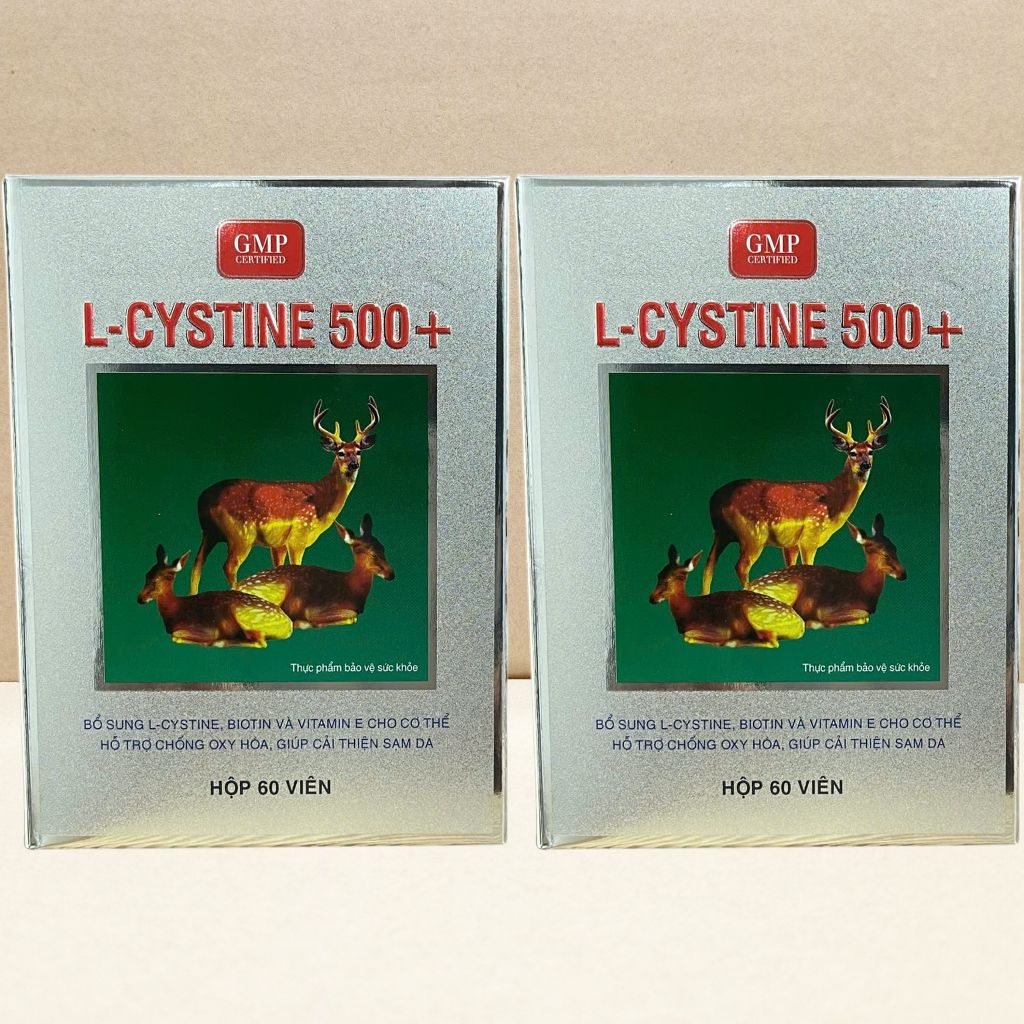 GMP
CERTIFIED
L-CYSTINE 500+
Thực phẩm bảo vệ sức khỏe
BỔ SUNG L-CYSTINE, BIOTIN VÀ VITAMIN E CHO CƠ THỂ
HỖ TRỢ CHỐNG OXY HÓA, GIÚP CẢI THIỆN SẠM DA
HỘP 60 VIÊN
GMP
CERTIFIED
L-CYSTINE 500+
Thực phẩm bảo vệ sức khỏe
BỔ SUNG L-CYSTINE, BIOTIN VÀ VITAMIN E CHO CƠ THỂ
HỖ TRỢ CHỐNG OXY HÓA, GIÚP CẢI THIỆN SẠM DA
HỘP 60 VIÊN